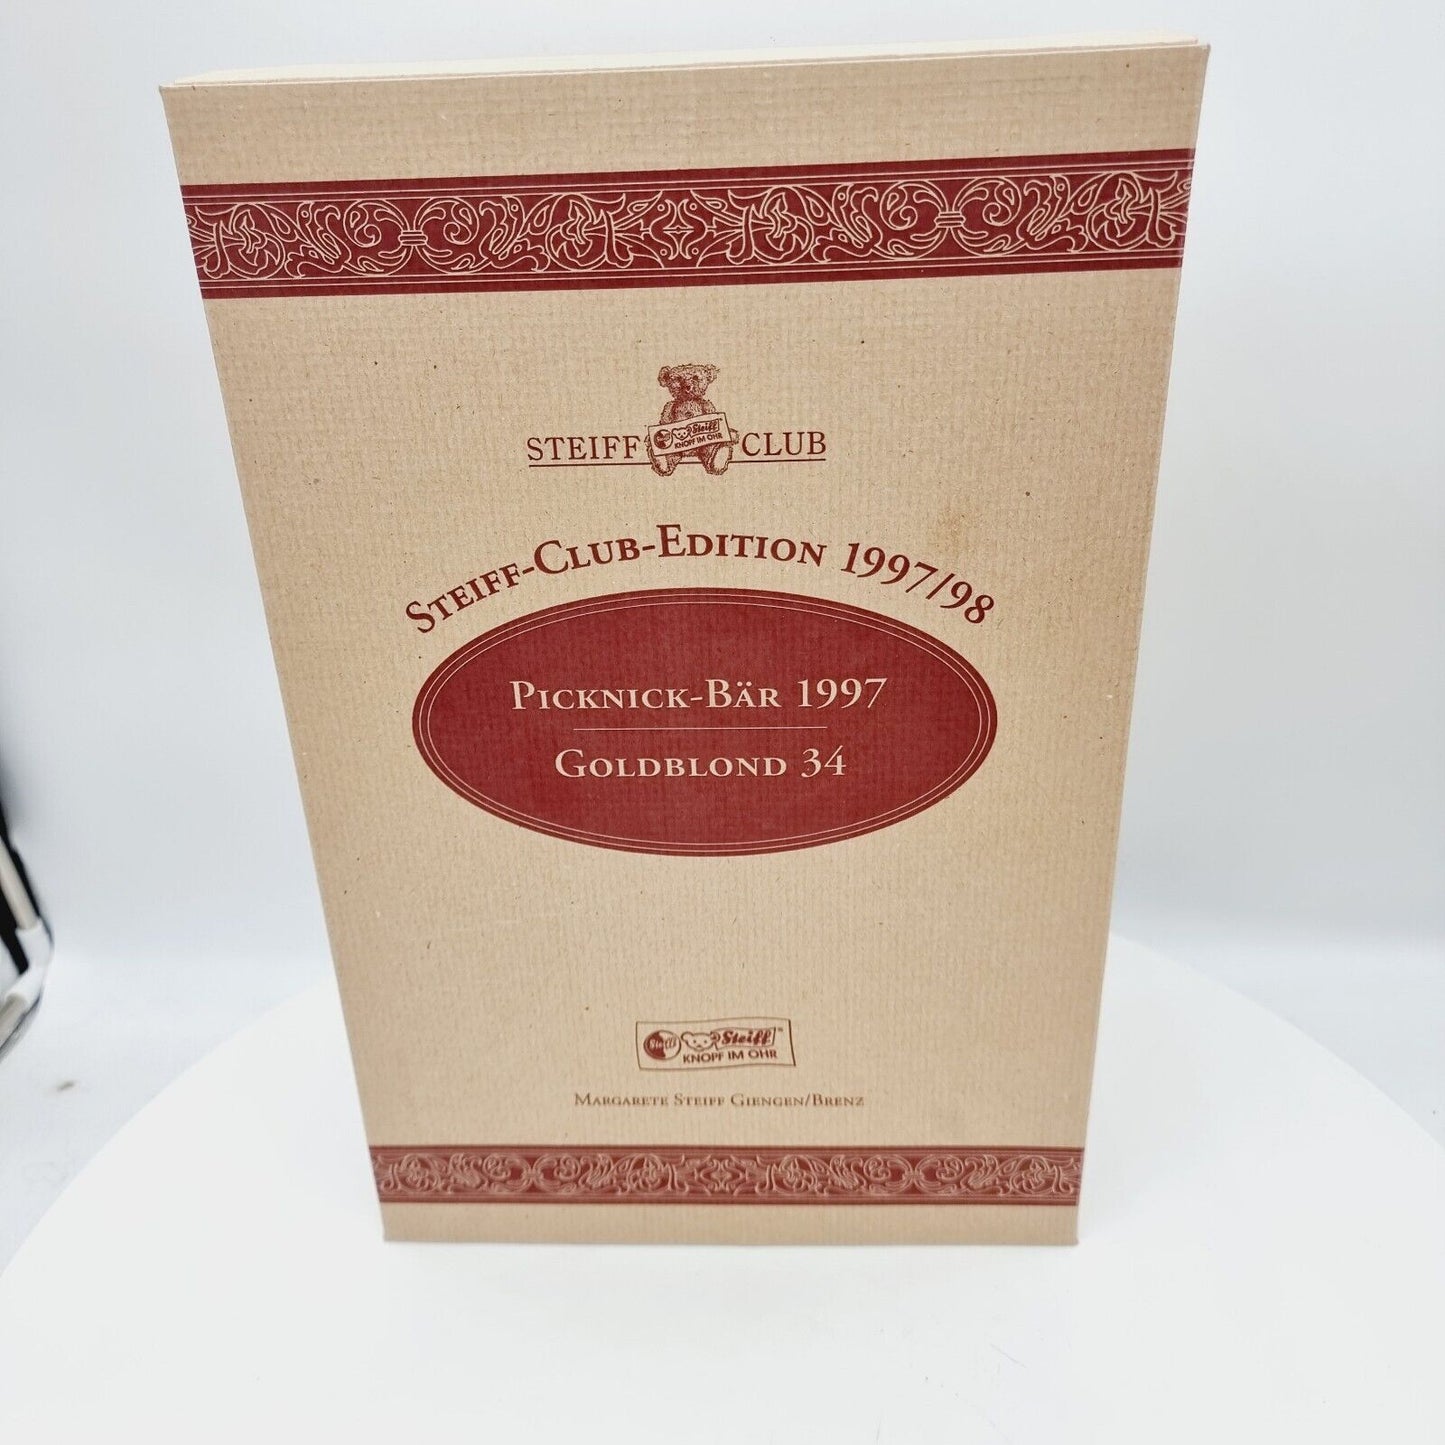 STEIFF CLUB
Steiff
KNOPF IM OHR
STEIFF-CLUB-EDITION 1997/98
PICKNICK-BÄR 1997
GOLDBLOND 34
Steiff Steiff™
KNOPF IM OHR
MARGARETE STEIFF GIENGEN/BRENZ